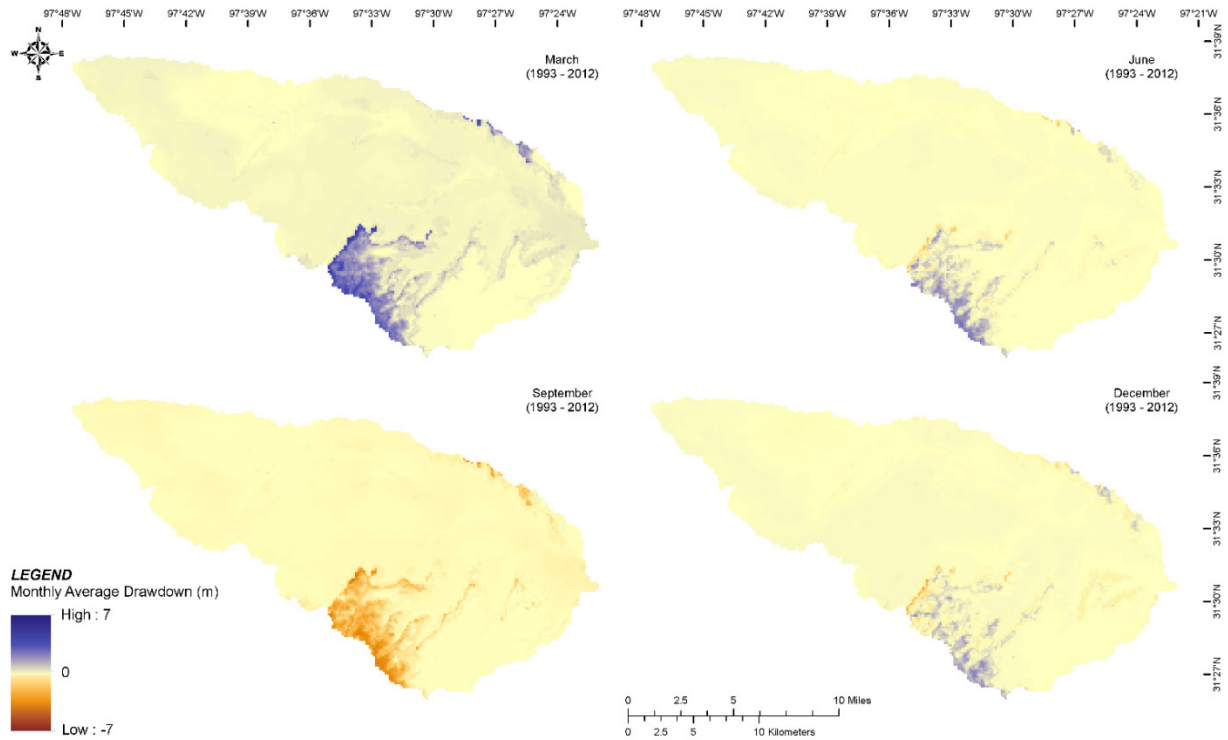 97°48'W 97°45'W 97°42'W 97°39'W 97°36'W 97°33'W 97°30'W 97°27'W 97°24'W 97°48'W 97°45'W 97°42'W 97°39'W 97°36'W 97°33'W 97°30'W 97°27'W 97°24'W 97°21'W
N
W E
S
March
(1993 - 2012)
June
(1993 - 2012)
31°39'N
31°36'N
31°33'N
31°30'N
31°27'N
September
(1993 - 2012)
December
(1993 - 2012)
31°39'N
31°36'N
31°33'N
31°30'N
31°27'N
LEGEND
Monthly Average Drawdown (m)
High : 7
0
Low : -7
0 2.5 5 10 Miles
0 2.5 5 10 Kilometers